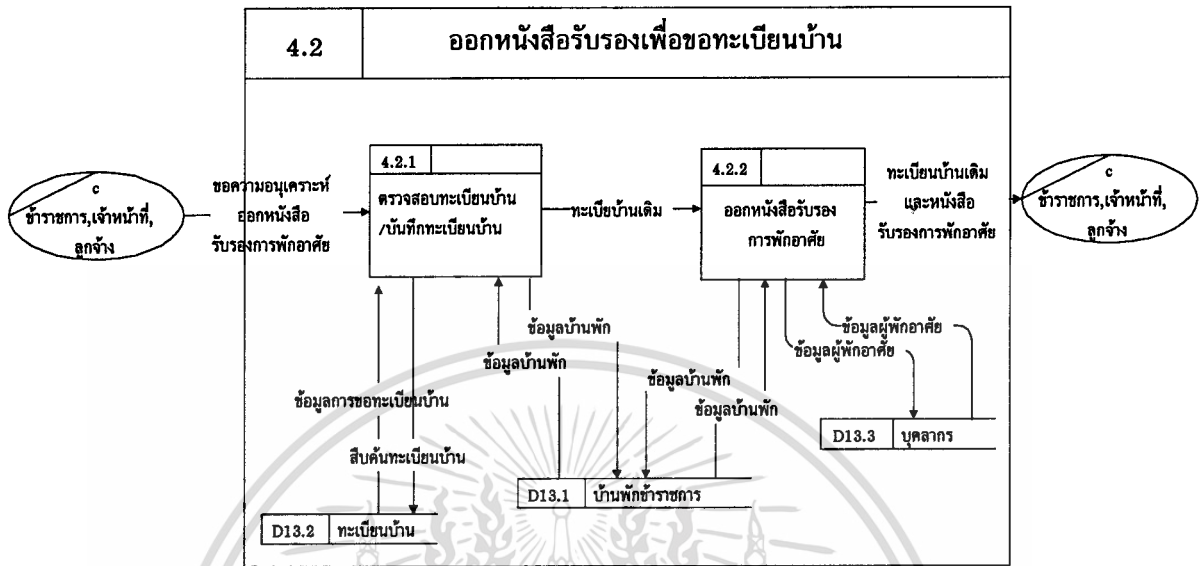 4.2
ออกหนังสือรับรองเพื่อขอทะเบียนบ้าน
c
ข้าราชการ,เจ้าหน้าที่,
ลูกจ้าง
ขอความอนุเคราะห์
ออกหนังสือ
รับรองการพักอาศัย
4.2.1
ตรวจสอบทะเบียนบ้าน
/บันทึกทะเบียนบ้าน
ทะเบียบ้านเดิม
4.2.2
ออกหนังสือรับรอง
การพักอาศัย
ทะเบียนบ้านเดิม
และหนังสือ
รับรองการพักอาศัย
c
ข้าราชการ,เจ้าหน้าที่,
ลูกจ้าง
ข้อมูลบ้านพัก
ข้อมูลบ้านพัก
ข้อมูลผู้พักอาศัย
ข้อมูลผู้พักอาศัย
ข้อมูลบ้านพัก
ข้อมูลบ้านพัก
ข้อมูลการขอทะเบียนบ้าน
สืบค้นทะเบียนบ้าน
D13.3 บุคลากร
D13.1 บ้านพักข้าราชการ
D13.2 ทะเบียนบ้าน